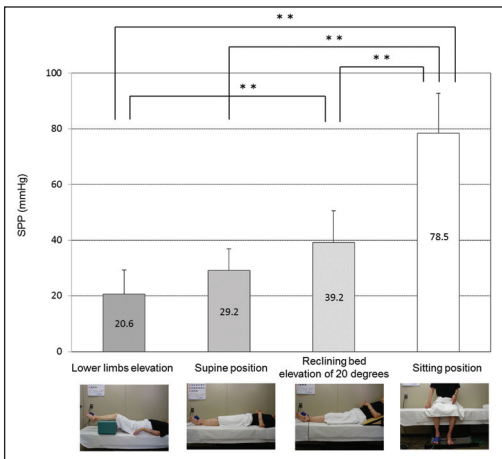 * *
* *
* *
* *
100
80
60
40
20
0
SPP (mmHg)
20.6
29.2
39.2
78.5
Lower limbs elevation
Supine position
Reclining bed
elevation of 20 degrees
Sitting position